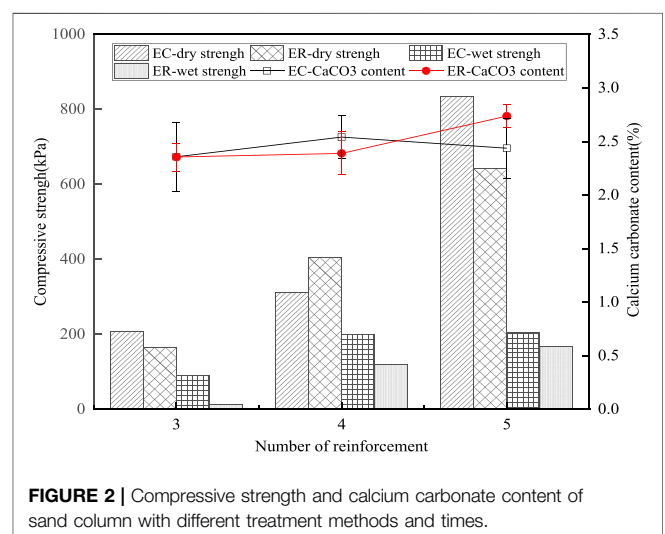 1000
800
600
400
200
0
Compressive strengh(kPa)
EC-dry strengh ER-dry strengh EC-wet strengh
ER-wet strengh EC-CaCO3 content ER-CaCO3 content
3.5
3.0
2.5
2.0
1.5
1.0
0.5
0.0
Calcium carbonate content(%)
3 4 5
Number of reinforcement
FIGURE 2 | Compressive strength and calcium carbonate content of
sand column with different treatment methods and times.